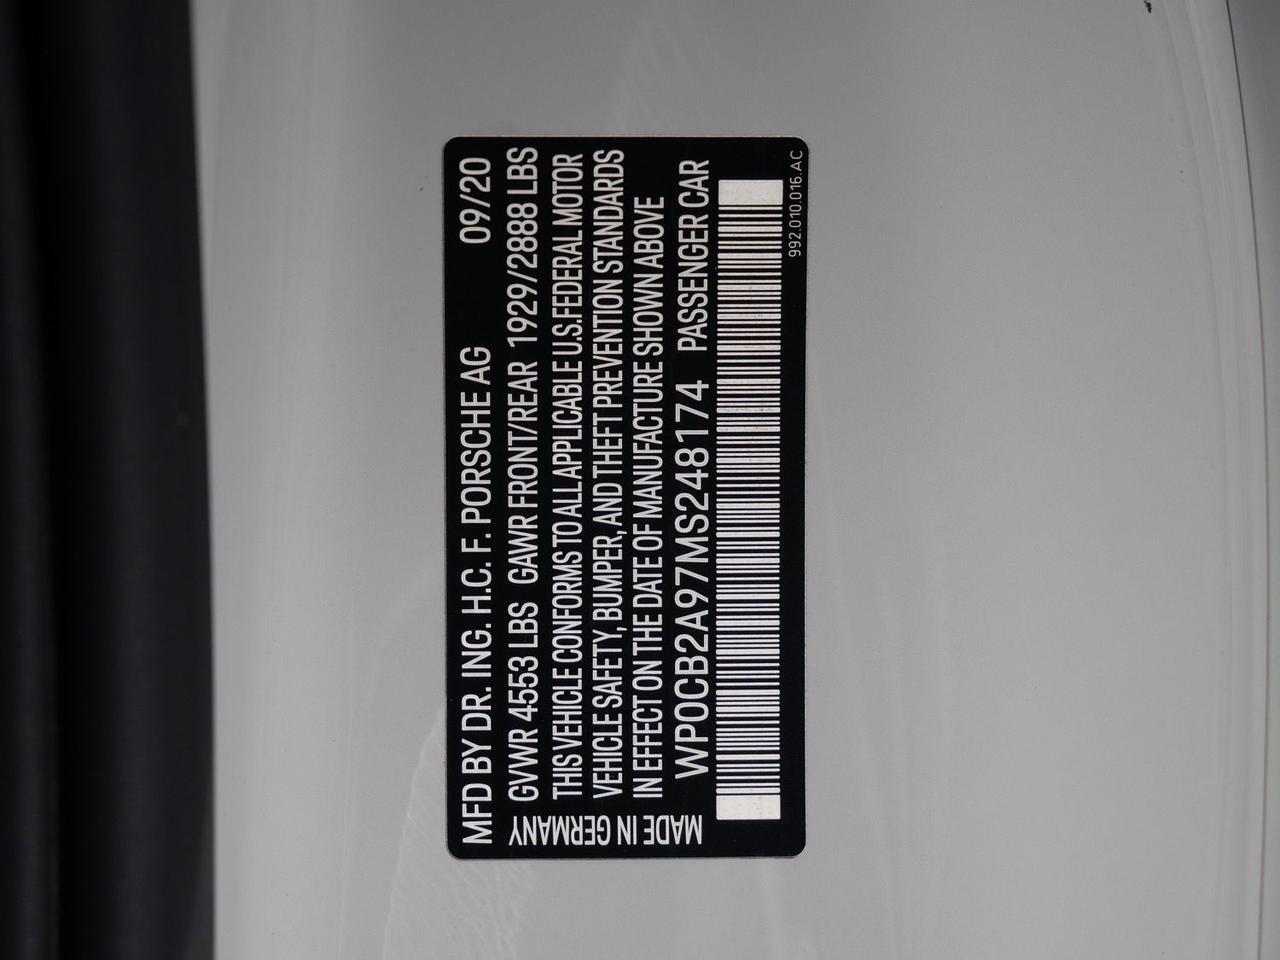 MFD BY DR. ING. H.C. F. PORSCHE AG 09/20
GVWR 4553 LBS GAWR FRONT/REAR 1929/2888 LBS
THIS VEHICLE CONFORMS TO ALL APPLICABLE U.S. FEDERAL MOTOR
VEHICLE SAFETY, BUMPER, AND THEFT PREVENTION STANDARDS
IN EFFECT ON THE DATE OF MANUFACTURE SHOWN ABOVE
WP0CB2A97MS248174 PASSENGER CAR
MADE IN GERMANY
992.010.016.AC